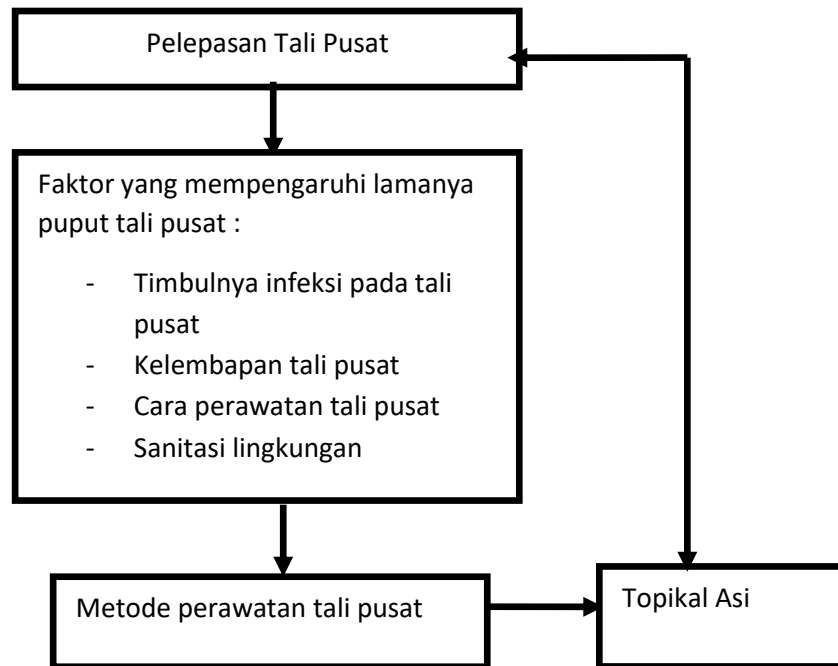 Pelepasan Tali Pusat
Faktor yang mempengaruhi lamanya
puput tali pusat :
- Timbulnya infeksi pada tali
pusat
- Kelembapan tali pusat
- Cara perawatan tali pusat
- Sanitasi lingkungan
Metode perawatan tali pusat
Topikal Asi